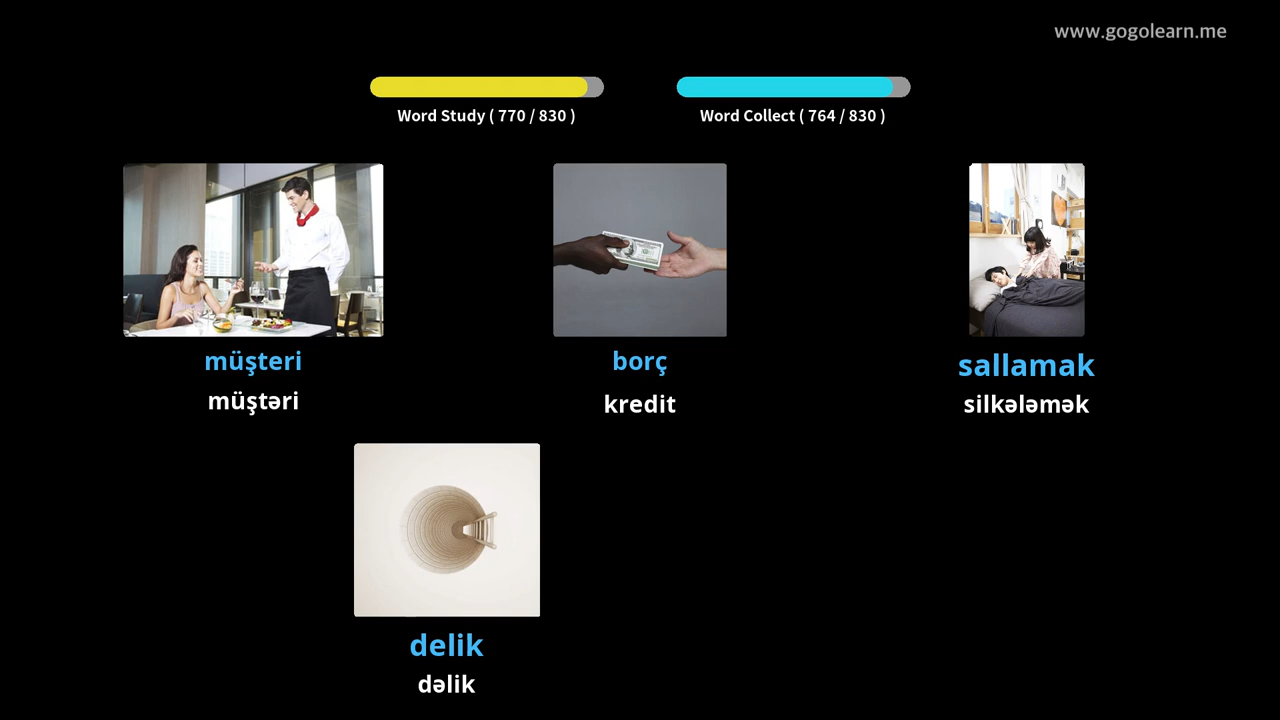 www.gogolearn.me
Word Study ( 770 / 830 )
Word Collect ( 764 / 830 )
müşteri
müştəri
borç
kredit
sallamak
silkələmək
delik
dəlik